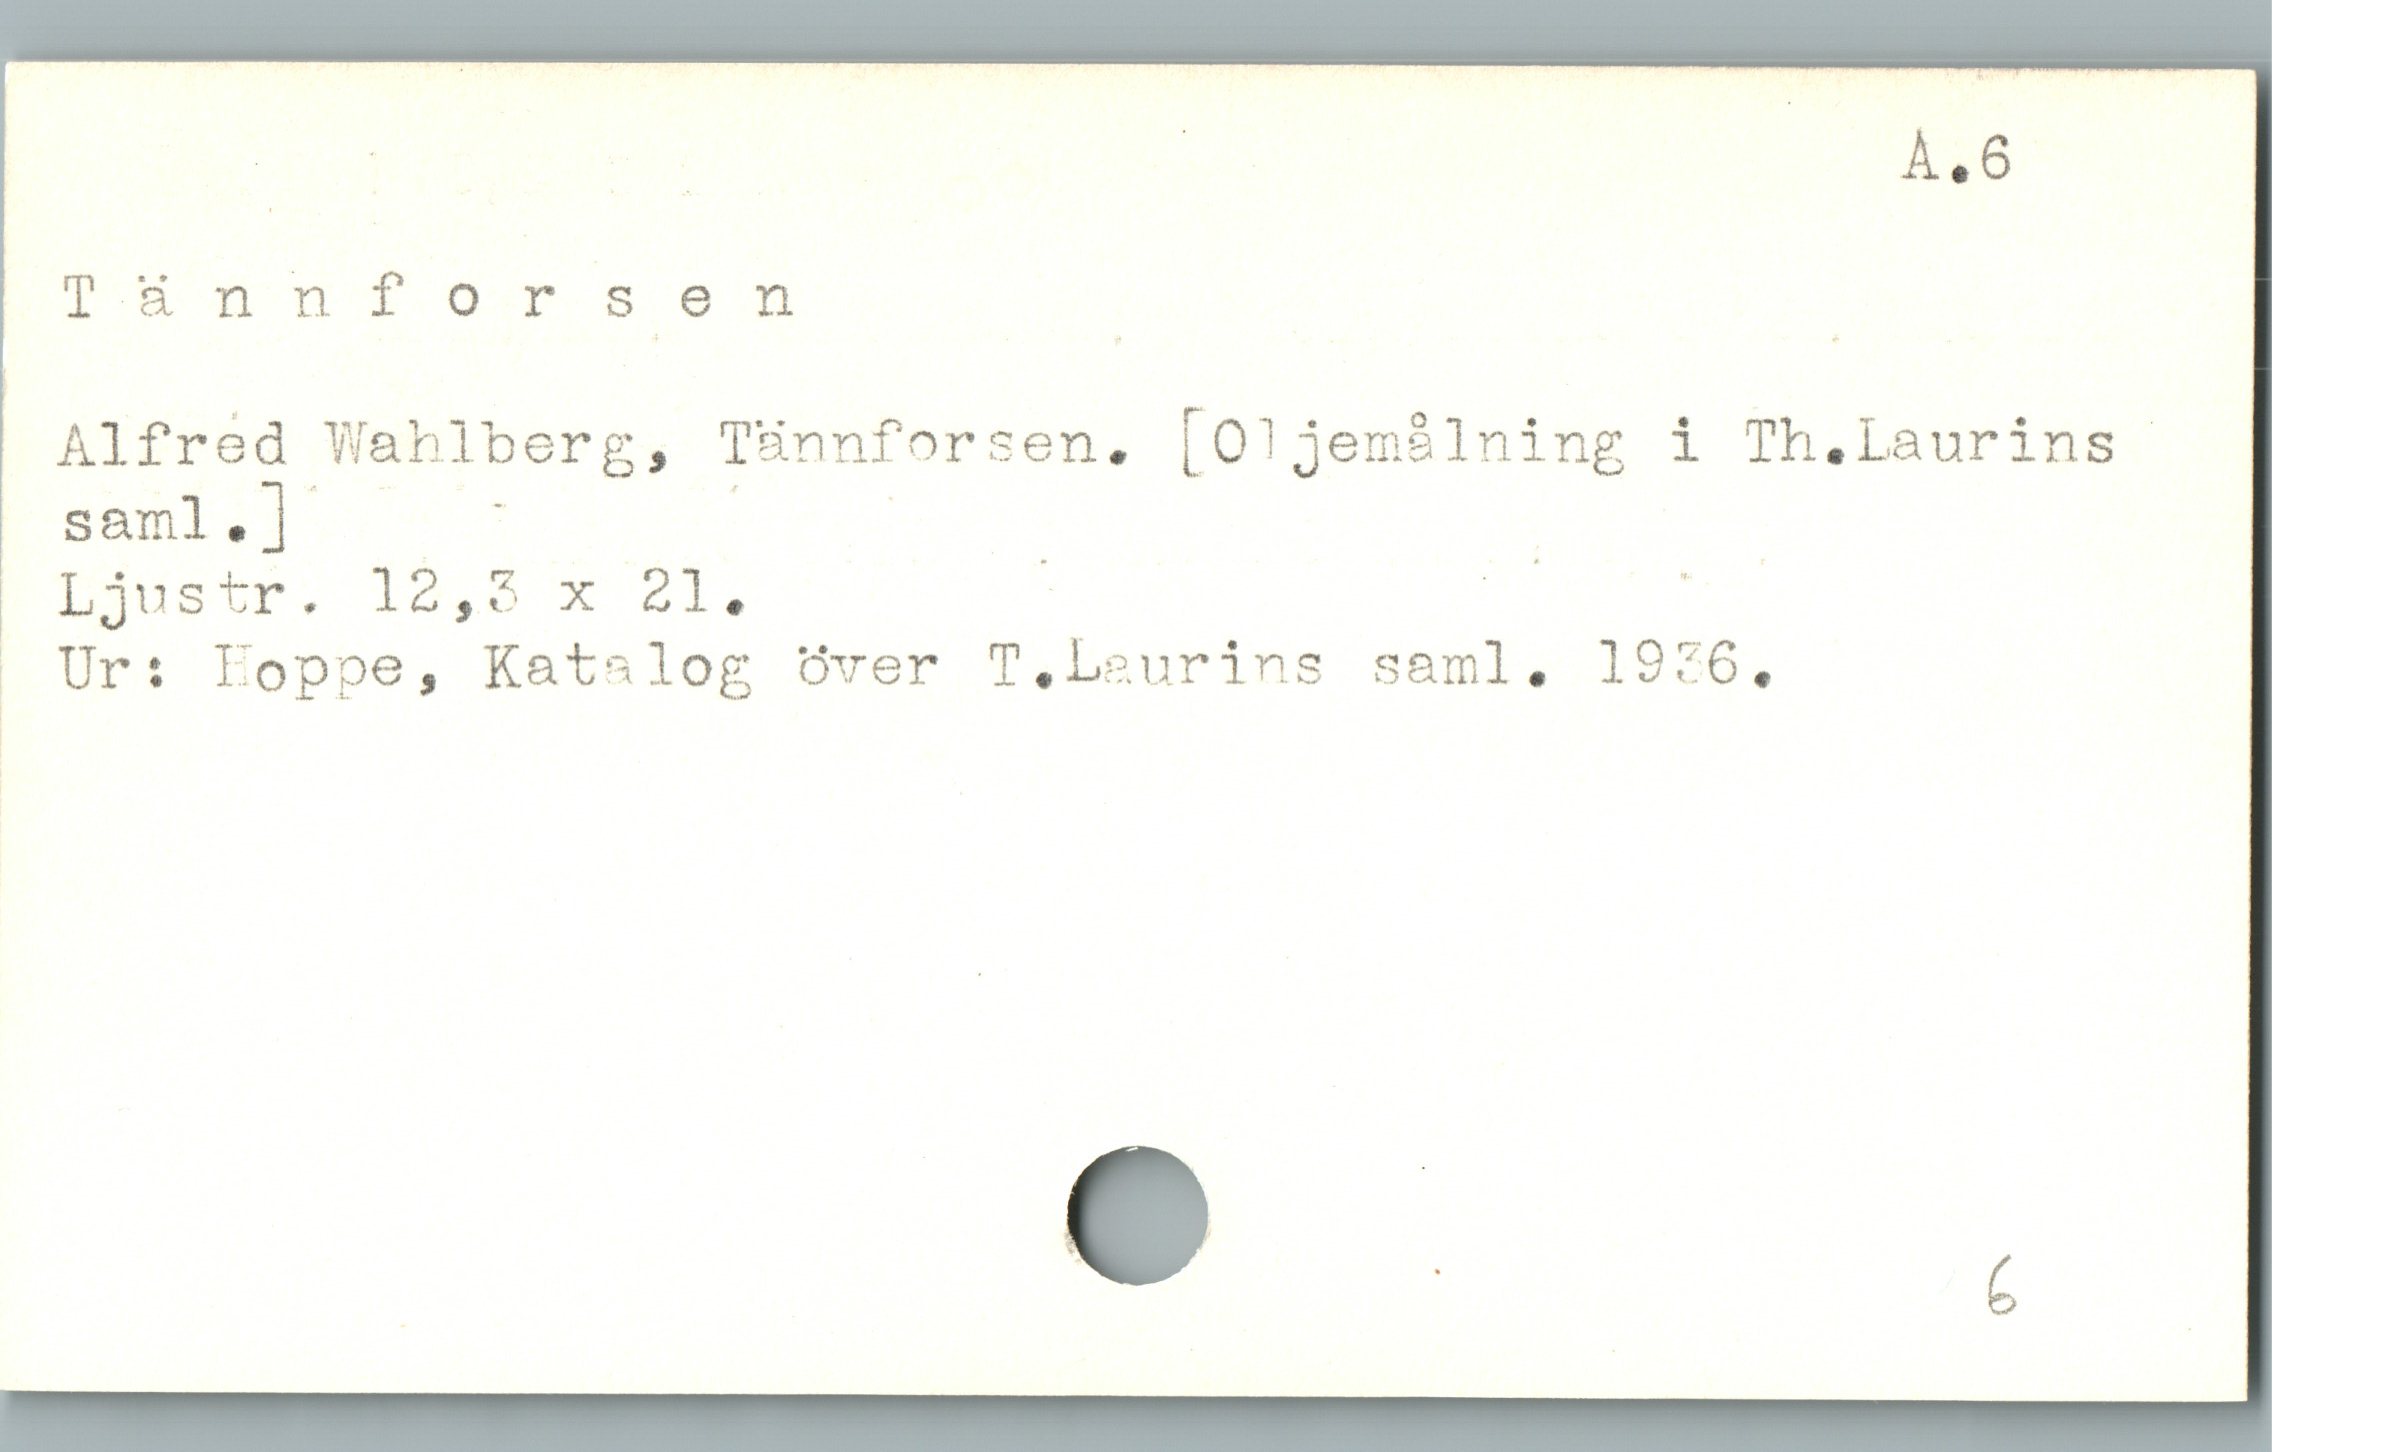 A.6
T ä n n f o r s e n
Alfred Wahlberg, Tännforsen. [Oljemålning i Th.Laurins
saml.]
Ljustr. 12,3 x 21.
Ur: Hoppe, Katalog över T.Laurins saml. 1936.
6